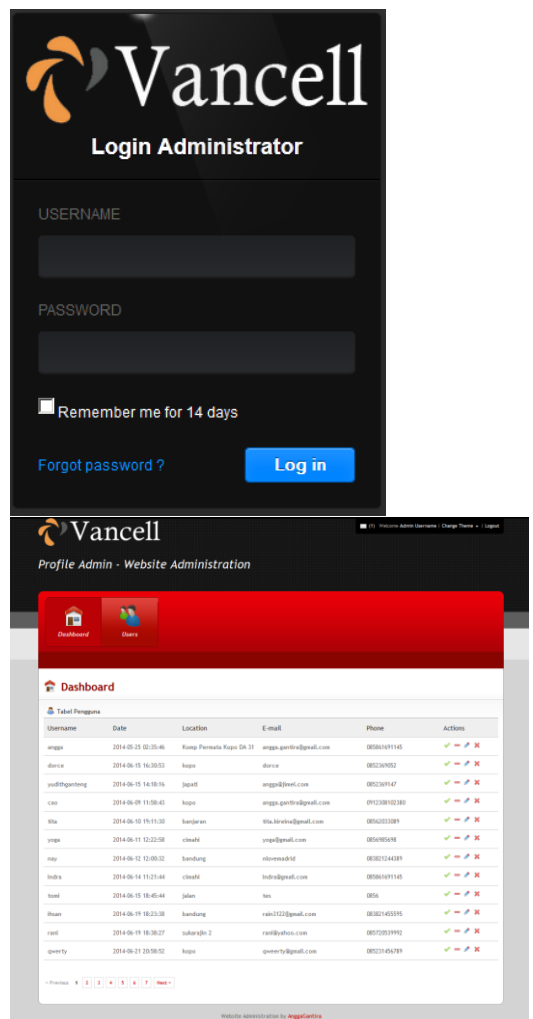 Vancell
Login Administrator
USERNAME
PASSWORD
Remember me for 14 days
Forgot password ? Log in
Vancell
(1) Welcome Admin Username | Change Theme | Logout
Profile Admin - Website Administration
Dashboard Users
Dashboard
Tabel Pengguna
Username Date Location E-mail Phone Actions
angga 2014-05-25 02:35:46 Komp Permata Kopo DA 31 angga.gantira@gmail.com 085861691145
dorce 2014-06-15 16:30:53 kopo dorce 0852369052
yudithganteng 2014-06-15 14:18:16 japati angga@jimel.com 0852369147
cao 2014-06-09 11:58:43 kopo angga.gantira@gmail.com 0912308102380
tita 2014-06-10 19:11:30 banjaran tita.kireina@gmail.com 08562033089
yoga 2014-06-11 12:22:58 cimahi yoga@gmail.com 0856985698
nay 2014-06-12 12:00:32 bandung nlovemadrid 083821244389
indra 2014-06-14 11:21:44 cimahi indra@gmail.com 085861691145
tomi 2014-06-15 18:45:44 jalan tes 0856
ihsan 2014-06-19 18:23:38 bandung rain2122@gmail.com 083821455595
rani 2014-06-19 18:38:27 sukarajin 2 rani@yahoo.com 085720539992
qwerty 2014-06-21 20:58:52 kopo qweerty@gmail.com 085231456789
« Previous 1 2 3 4 5 6 7 Next »
Website Administration by AnggaGantira